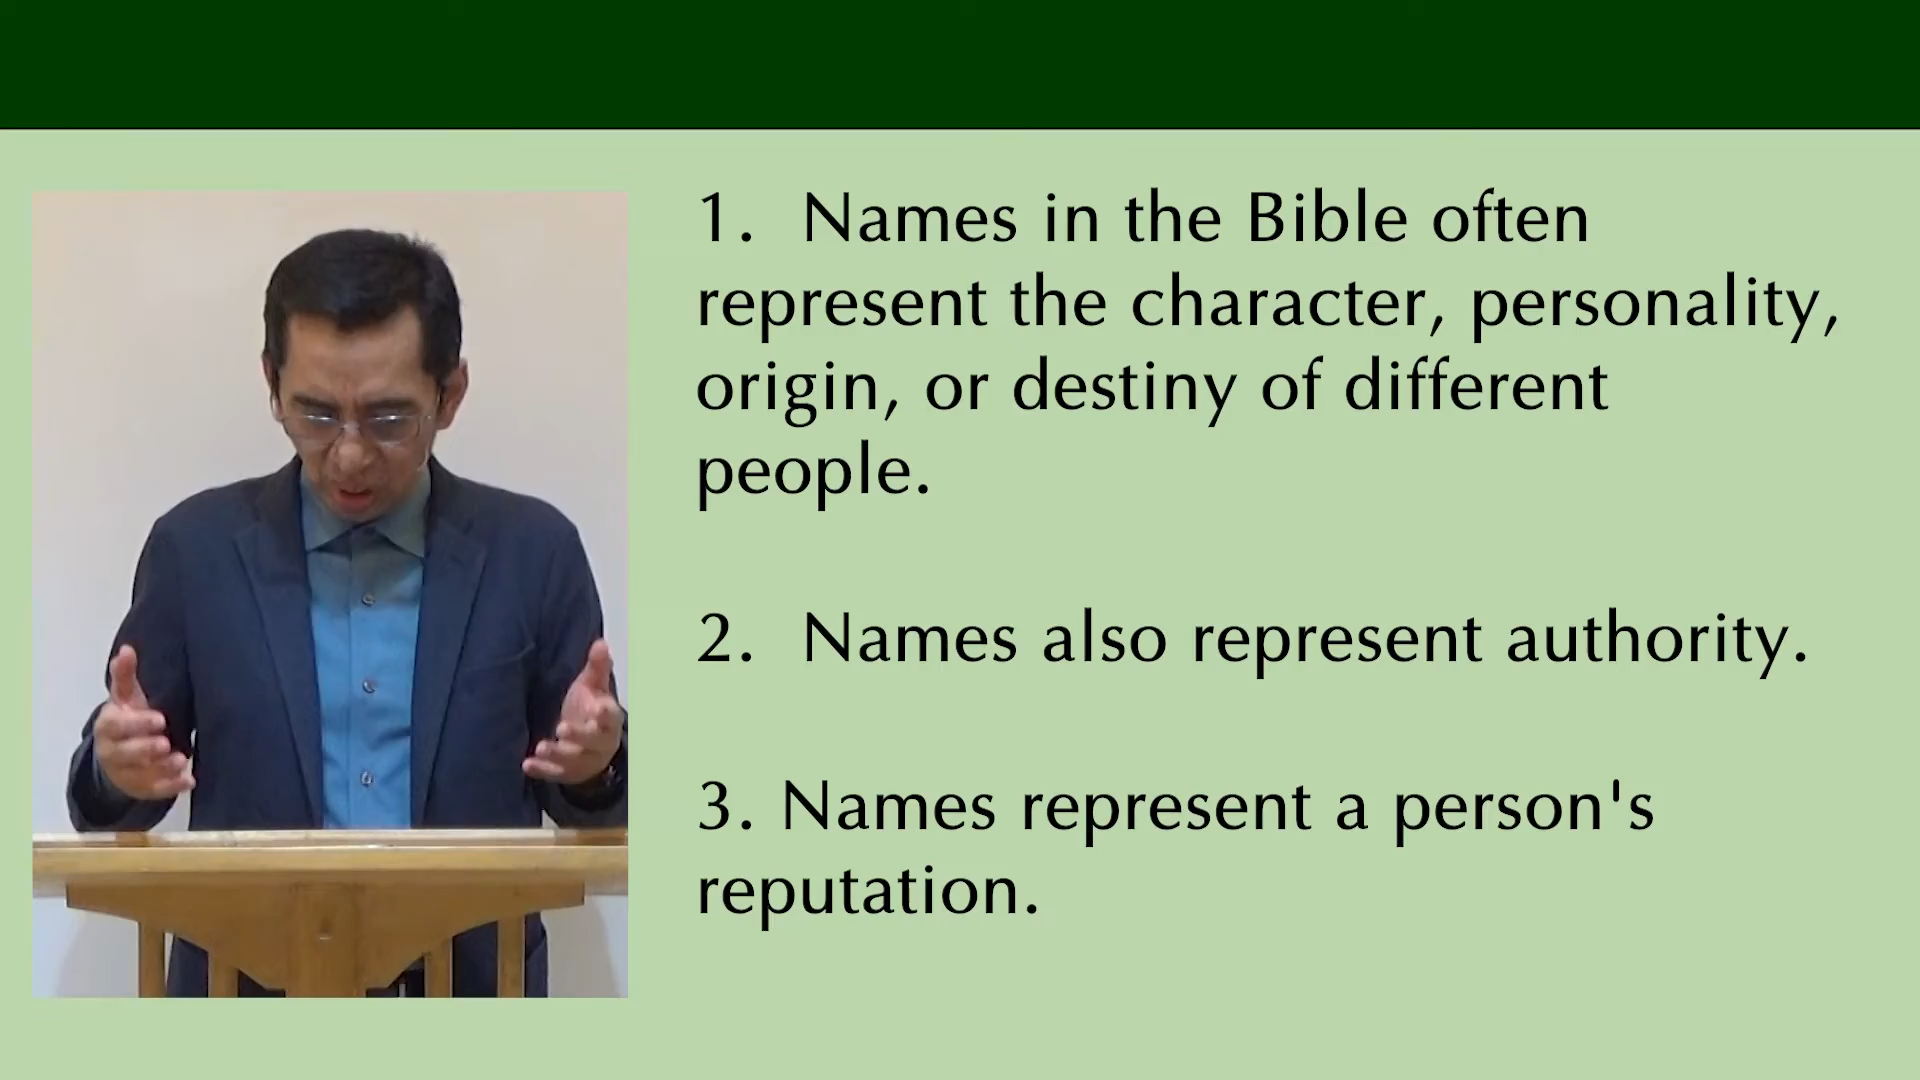 1. Names in the Bible often
represent the character, personality,
origin, or destiny of different
people.
2. Names also represent authority.
3. Names represent a person's
reputation.